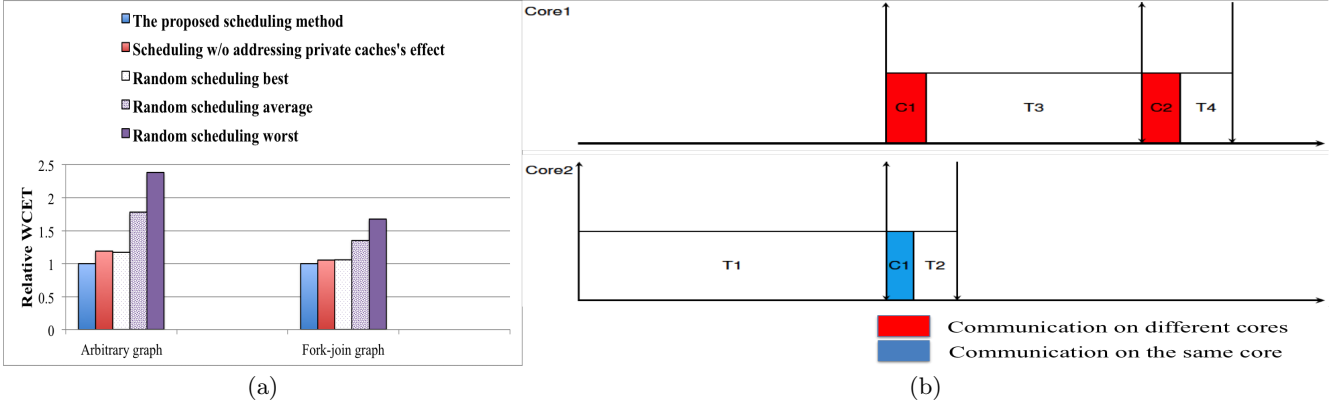 The proposed scheduling method
Scheduling w/o addressing private caches's effect
Random scheduling best
Random scheduling average
Random scheduling worst
Relative WCET
2.5
2
1.5
1
0.5
0
Arbitrary graph
Fork-join graph
(a)
Core1
C1
T3
C2
T4
Core2
T1
C1
T2
Communication on different cores
Communication on the same core
(b)